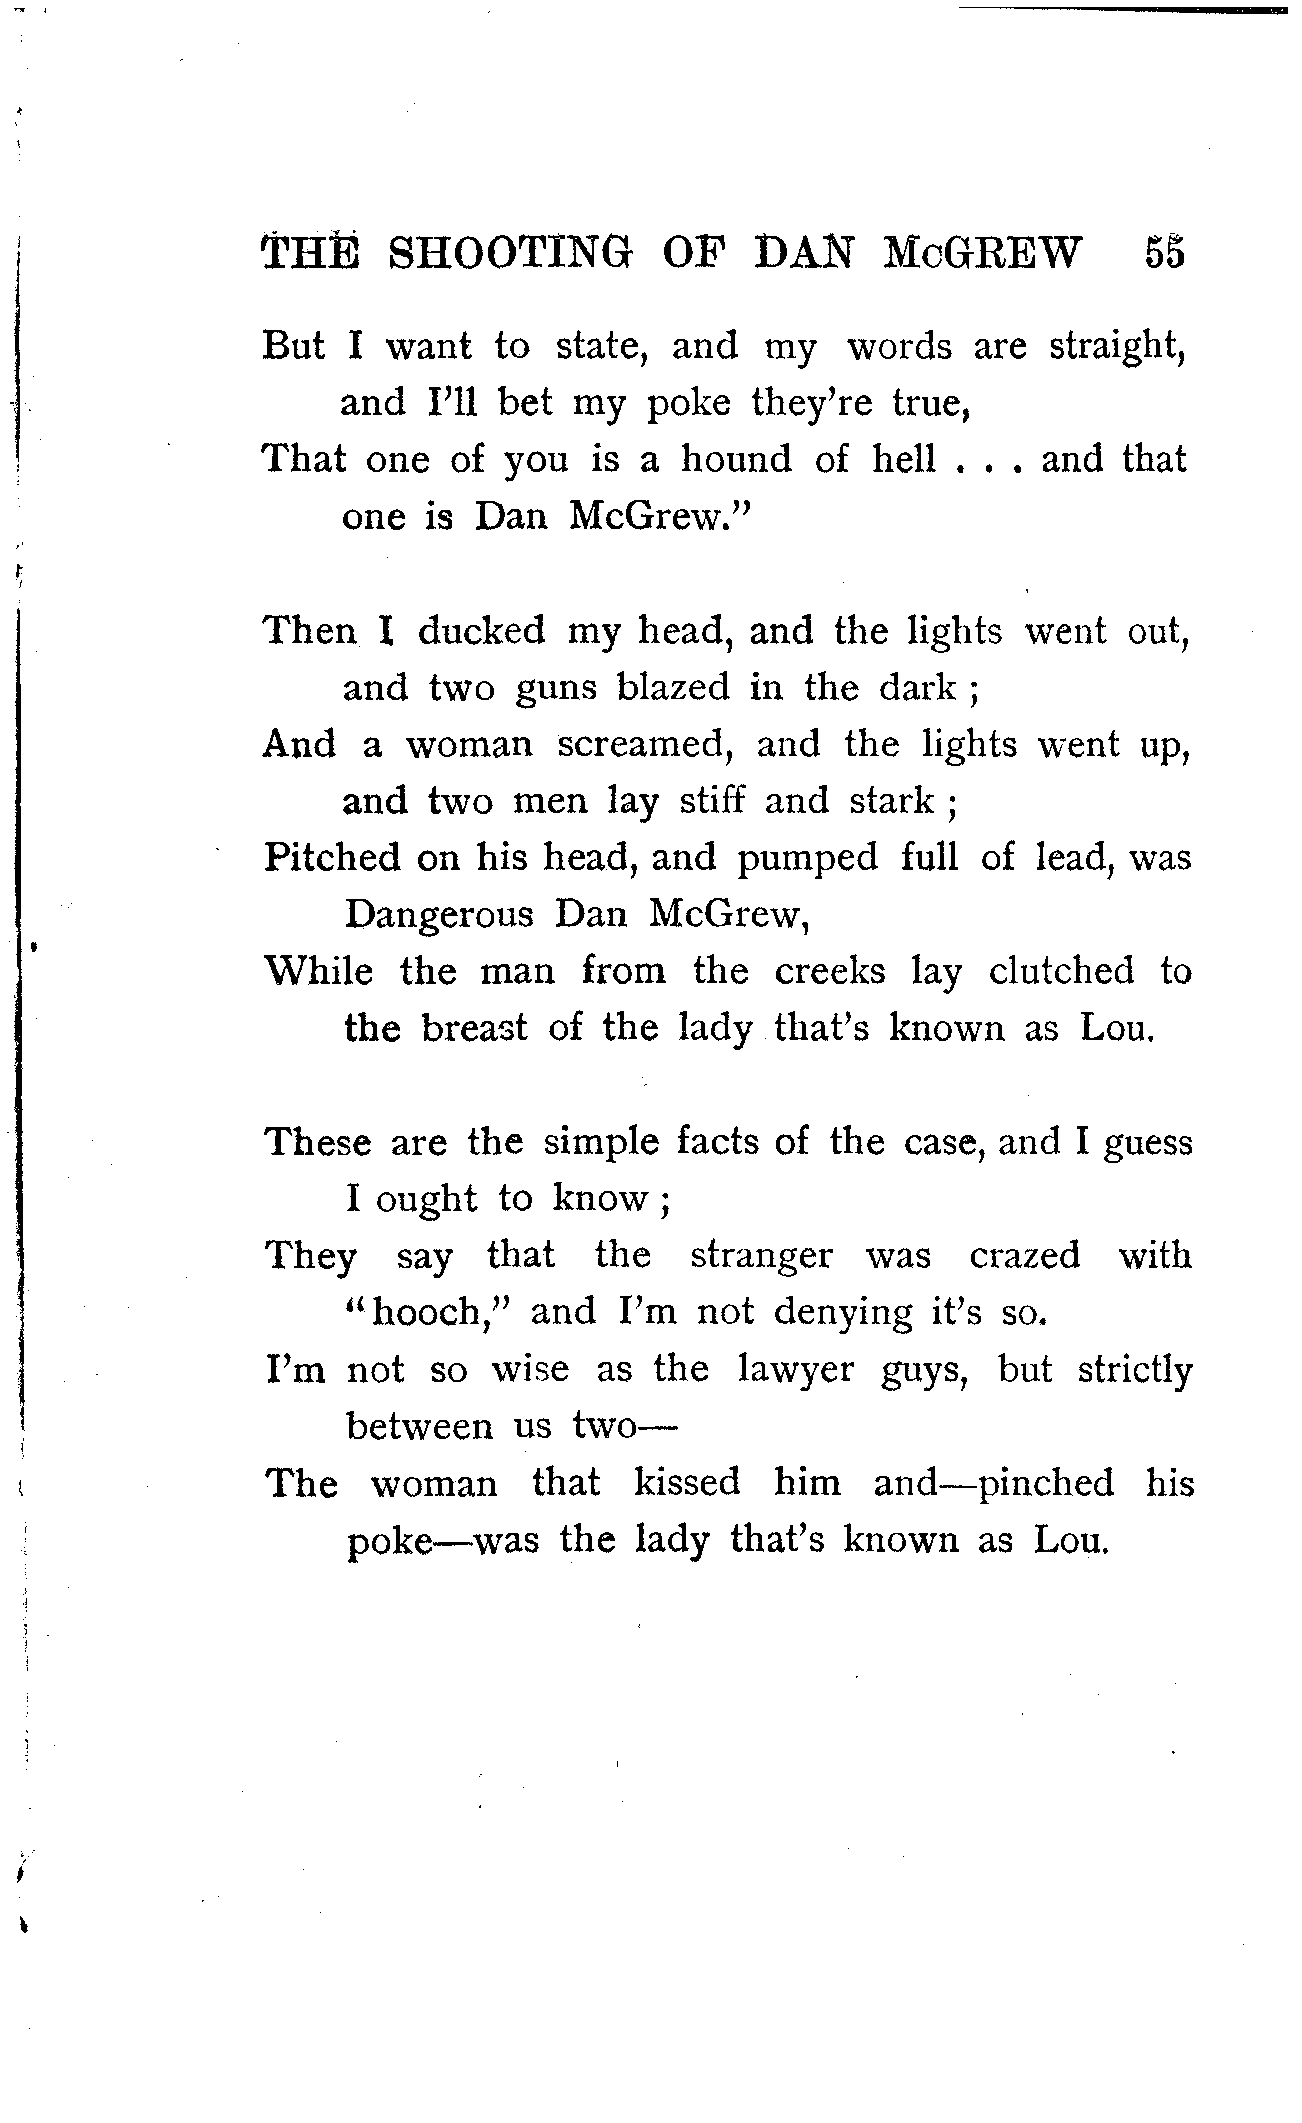 THE SHOOTING OF DAN McGREW 55
But I want to state, and my words are straight,
and I'll bet my poke they're true,
That one of you is a hound of hell . . . and that
one is Dan McGrew."
Then I ducked my head, and the lights went out,
and two guns blazed in the dark ;
And a woman screamed, and the lights went up,
and two men lay stiff and stark ;
Pitched on his head, and pumped full of lead, was
Dangerous Dan McGrew,
While the man from the creeks lay clutched to
the breast of the lady that's known as Lou.
These are the simple facts of the case, and I guess
I ought to know ;
They say that the stranger was crazed with
"hooch," and I'm not denying it's so.
I'm not so wise as the lawyer guys, but strictly
between us two—
The woman that kissed him and—pinched his
poke—was the lady that's known as Lou.